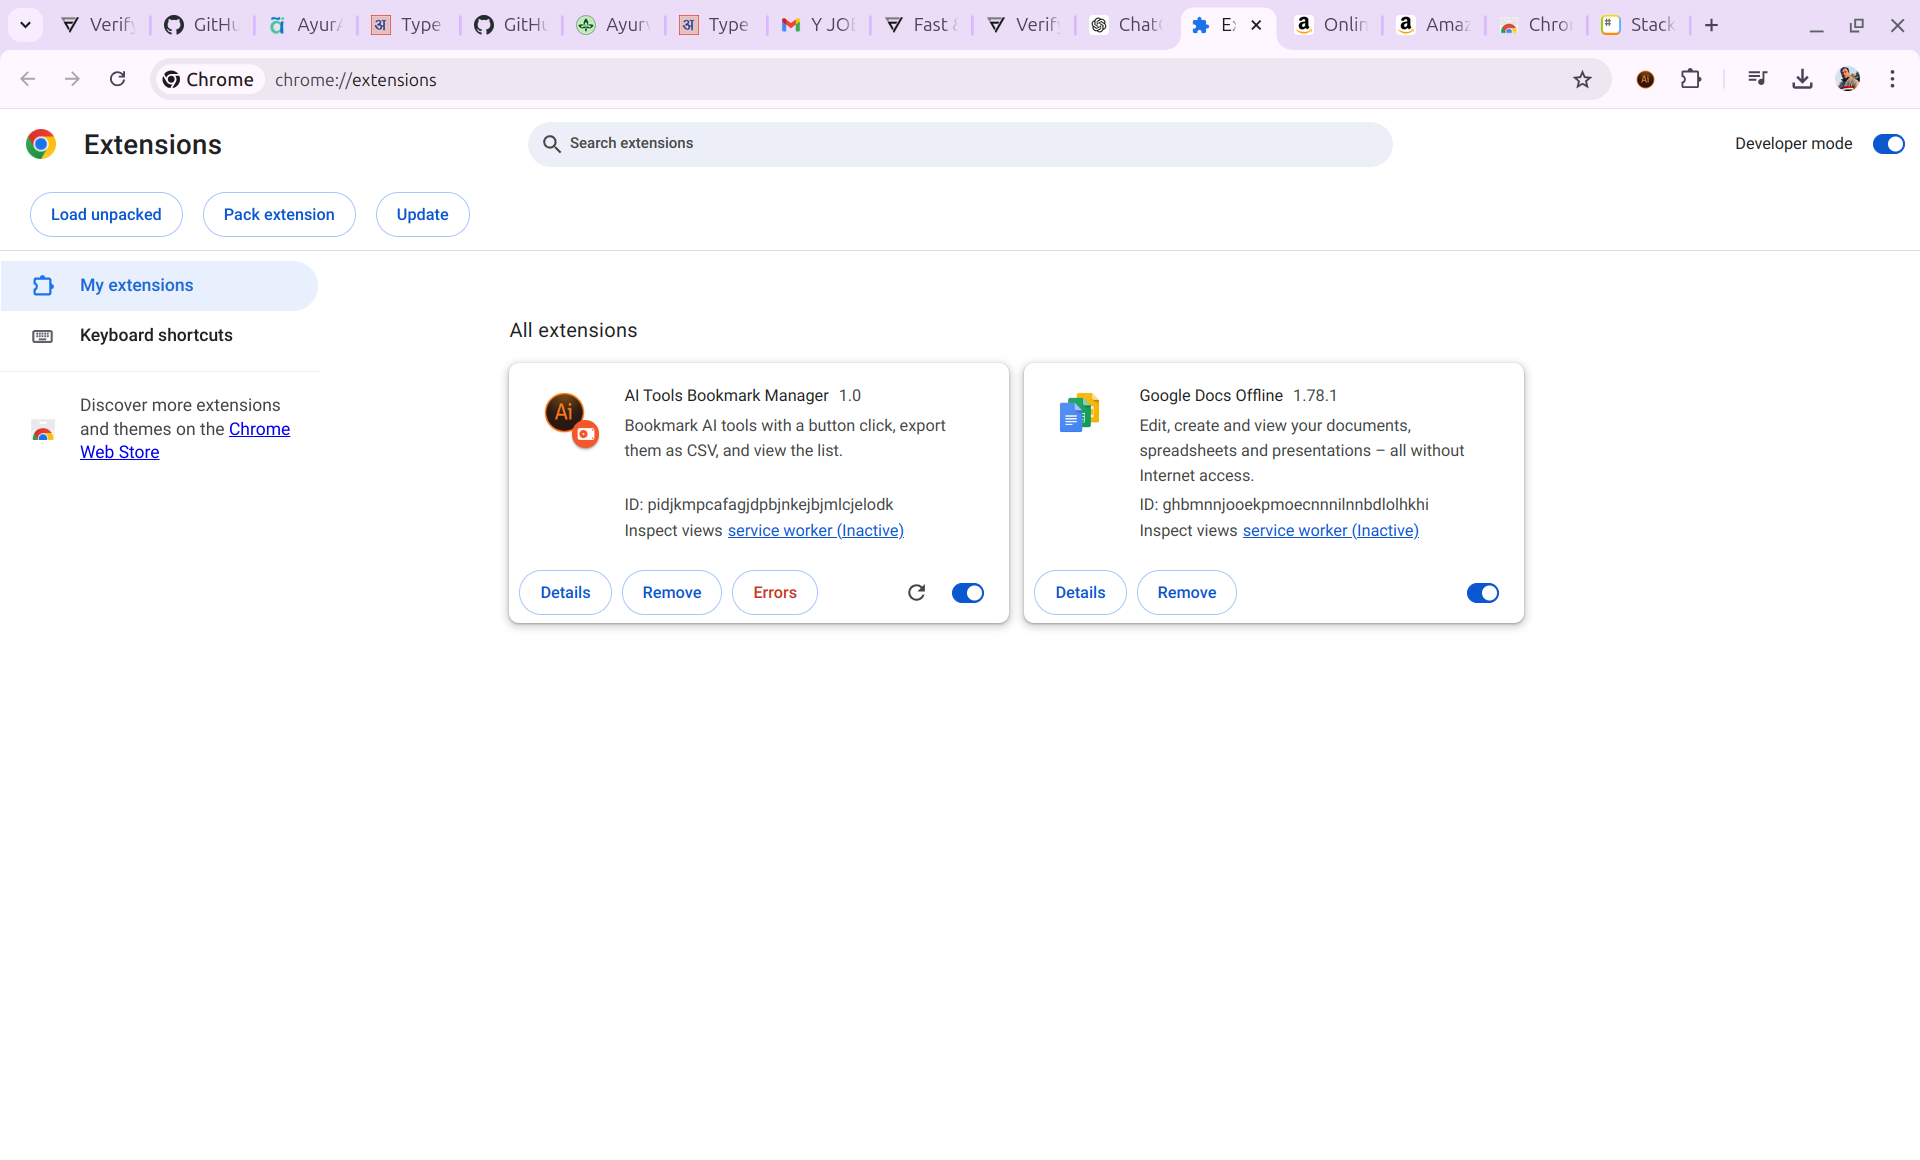 Verify
GitHu
AyurA
Type
GitHu
Ayurv
Type
Y JOB
Fast &
Verify
Chat
Ex
Onlin
Amaz
Chro
Stack
Chrome
chrome://extensions
Extensions
Search extensions
Developer mode
Load unpacked
Pack extension
Update
My extensions
Keyboard shortcuts
Discover more extensions
and themes on the Chrome
Web Store
All extensions
Ai
AI Tools Bookmark Manager 1.0
Bookmark AI tools with a button click, export
them as CSV, and view the list.
ID: pidjkmpcafagjdpbjnkejbjmlcjelodk
Inspect views service worker (Inactive)
Details
Remove
Errors
Google Docs Offline 1.78.1
Edit, create and view your documents,
spreadsheets and presentations – all without
Internet access.
ID: ghbmnnjooekpmoecnnnilnnbdlolhkhi
Inspect views service worker (Inactive)
Details
Remove